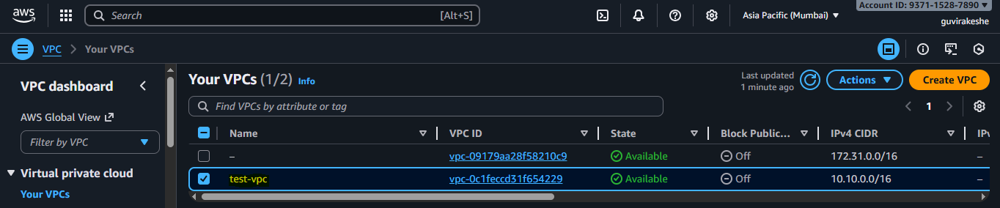 aws Search [Alt+S] Asia Pacific (Mumbai) Account ID: 9371-1528-7890
guvirakeshe
VPC Your VPCs
VPC dashboard
AWS Global View
Filter by VPC
Virtual private cloud
Your VPCs
Your VPCs (1/2) Info
Last updated
1 minute ago
Actions
Create VPC
Find VPCs by attribute or tag
1
Name VPC ID State Block Public... IPv4 CIDR IPv
– vpc-09179aa28f58210c9 Available Off 172.31.0.0/16 –
test-vpc vpc-0c1feccd31f654229 Available Off 10.10.0.0/16 –